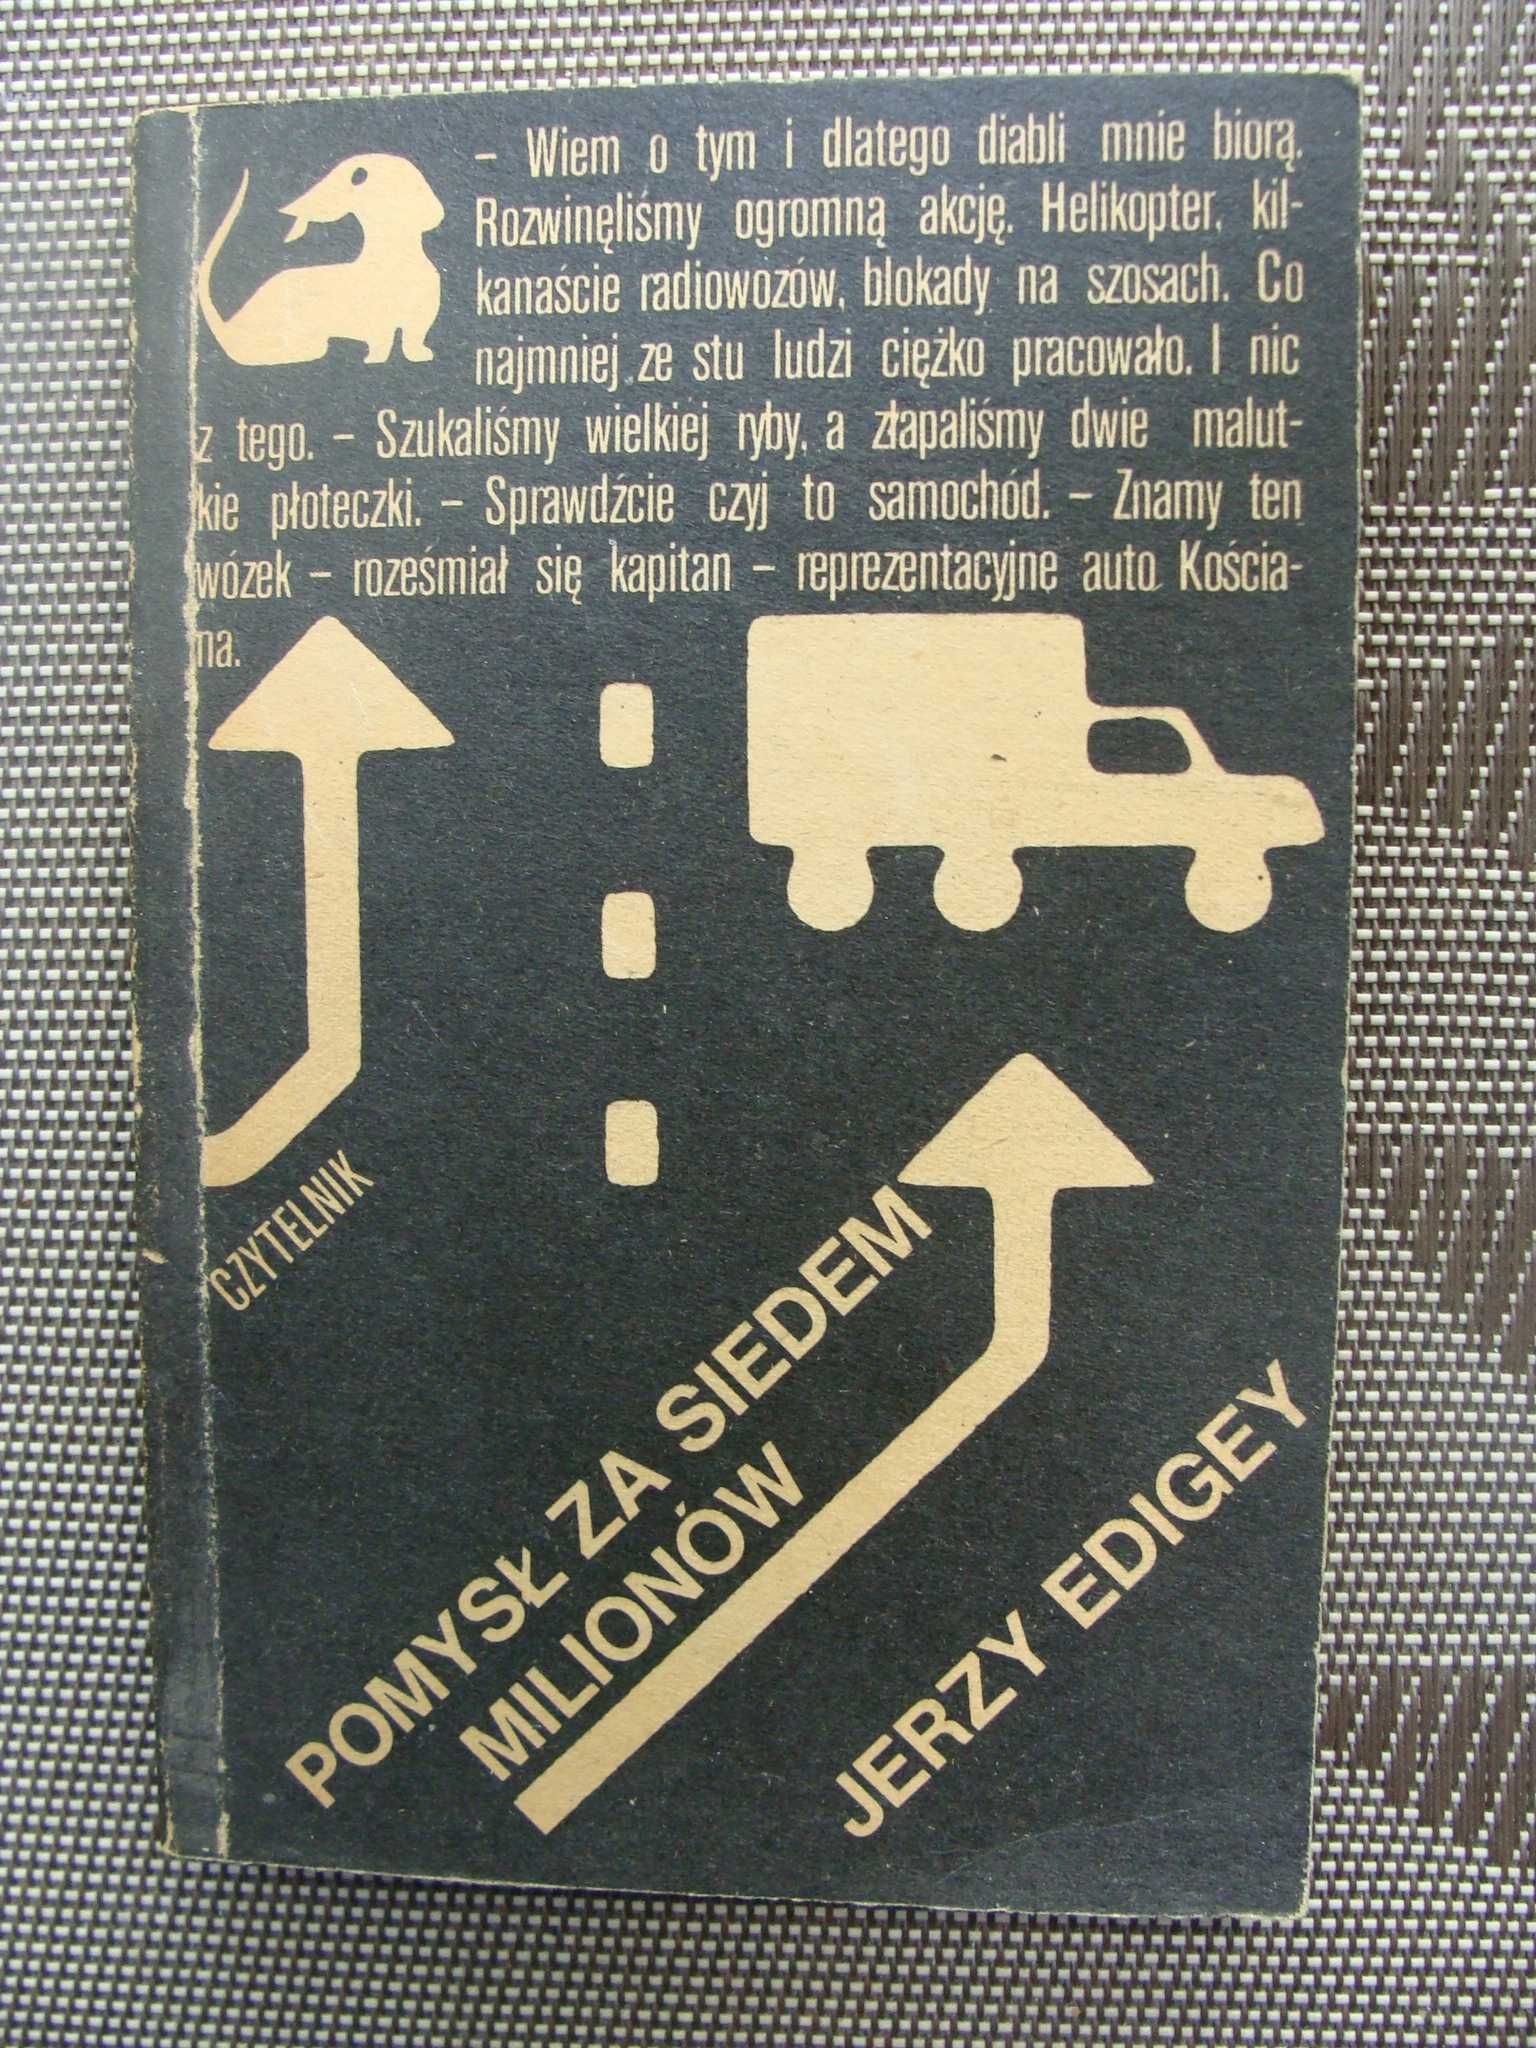 – Wiem o tym i dlatego diabli mnie biorą.
Rozwinęliśmy ogromną akcję. Helikopter, kil-
kanaście radiowozów, blokady na szosach. Co
najmniej ze stu ludzi ciężko pracowało. I nic
z tego. – Szukaliśmy wielkiej ryby, a złapaliśmy dwie malut-
kie płoteczki. – Sprawdźcie czyj to samochód. – Znamy ten
wózek – roześmiał się kapitan – reprezentacyjne auto Kościa-
na.
CZYTELNIK
POMYSŁ ZA SIEDEM
MILIONÓW
JERZY EDIGEY